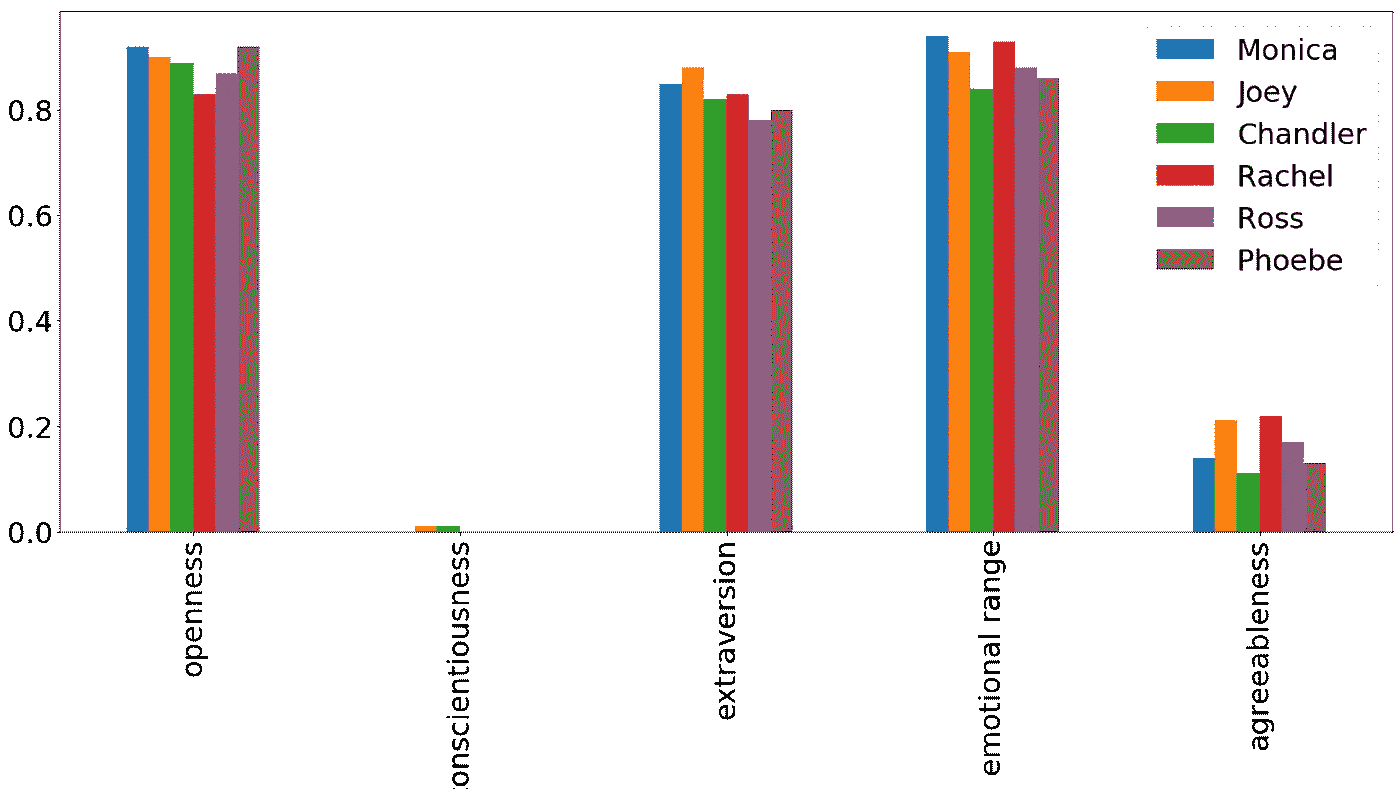 Monica
Joey
Chandler
Rachel
Ross
Phoebe
0.8
0.6
0.4
0.2
0.0
openness
onscientiousness
extraversion
emotional range
agreeableness